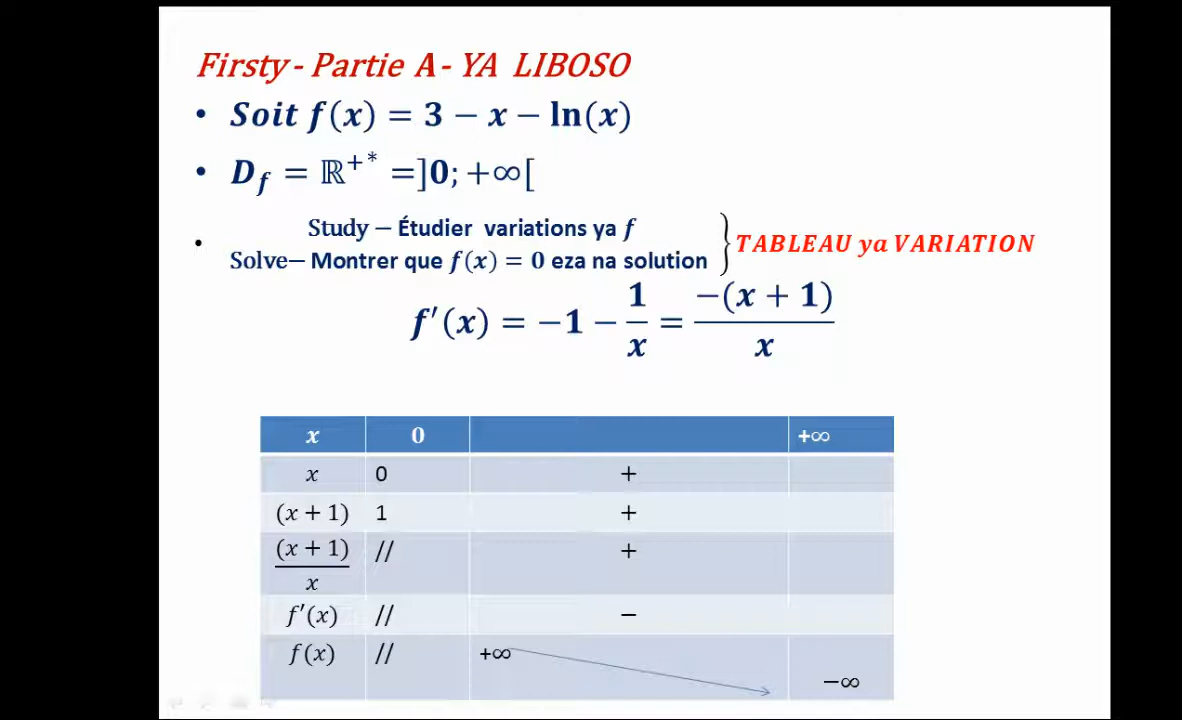 Firsty - Partie A - YA LIBOSO
• Soit f(x) = 3 − x − ln(x)
• D_f = ℝ^{+*} = ]0; +∞[
• Study − Étudier variations ya f
Solve− Montrer que f(x) = 0 eza na solution
} TABLEAU ya VARIATION
f′(x) = −1 − 1/x = −(x + 1)/x
x 0 +∞
x 0 +
(x + 1) 1 +
(x + 1)/x // +
f′(x) // −
f(x) // +∞ −∞